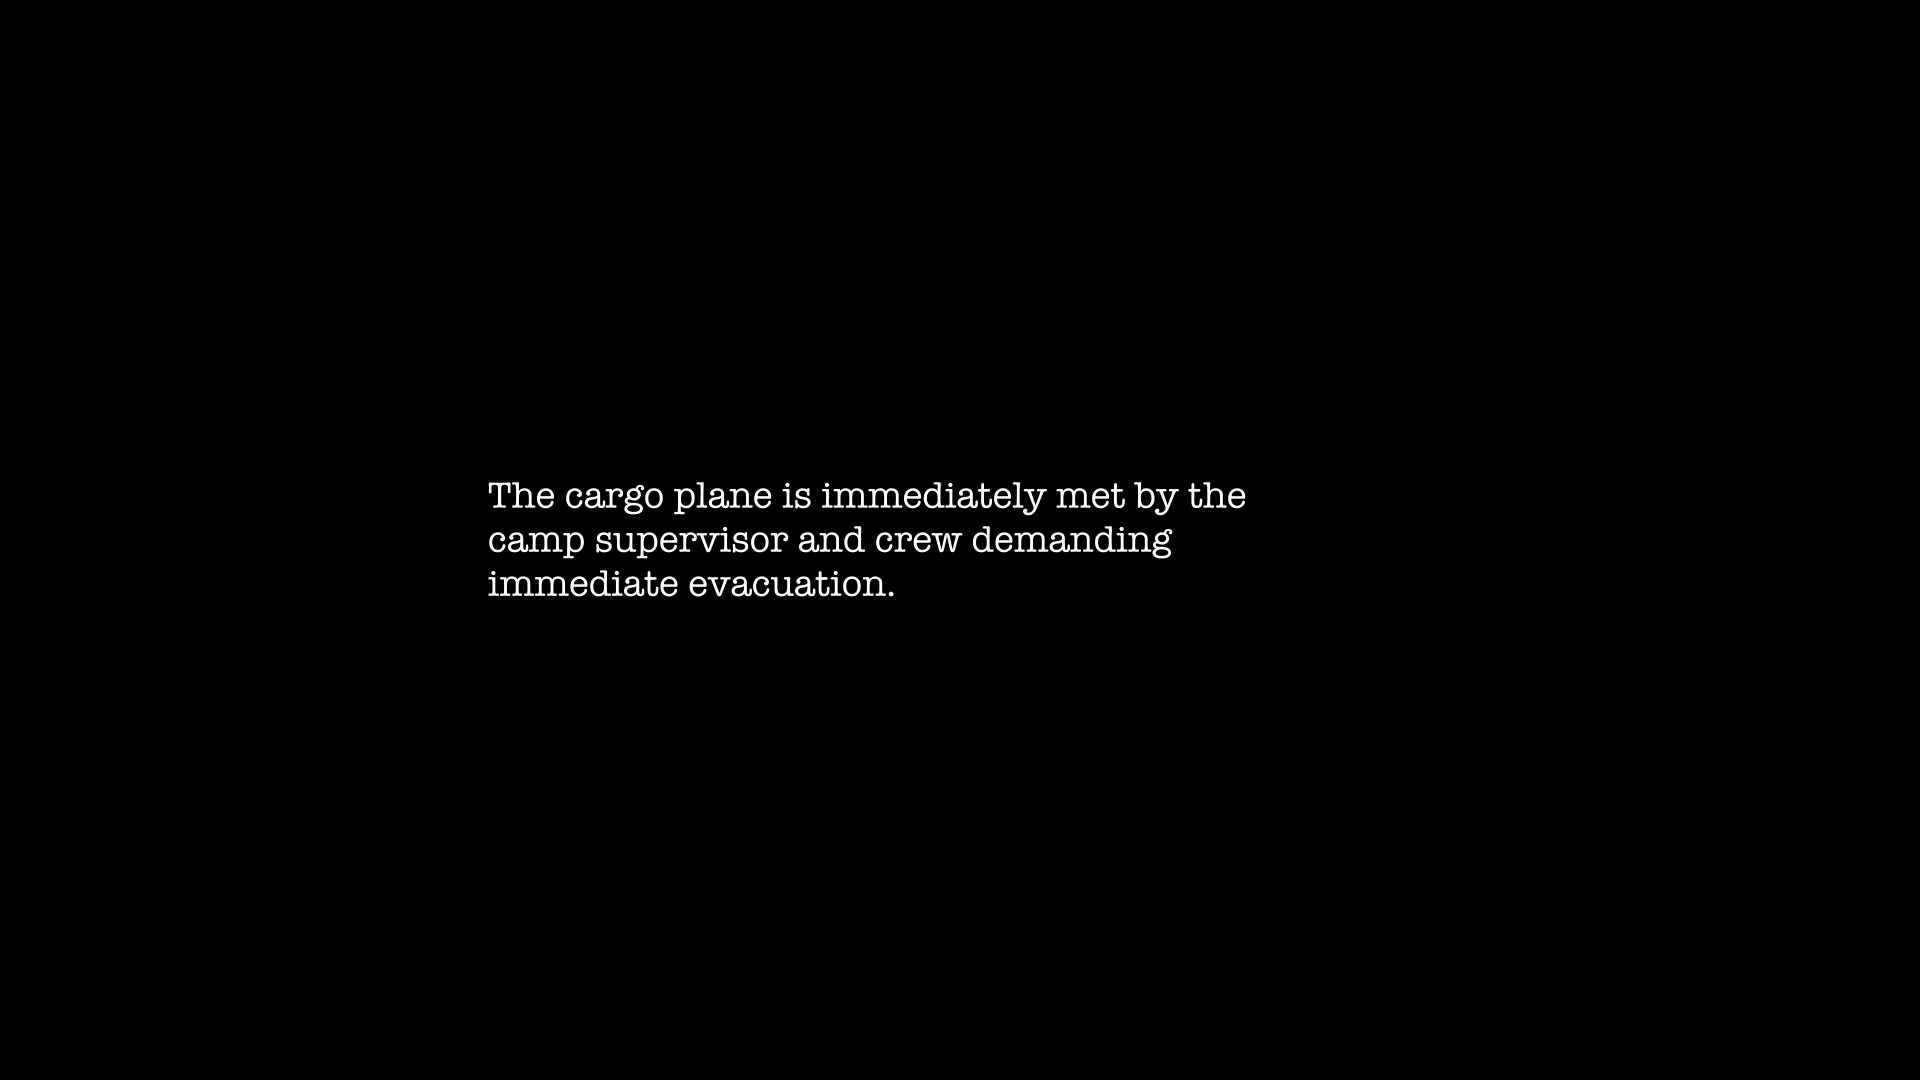 The cargo plane is immediately met by the
camp supervisor and crew demanding
immediate evacuation.